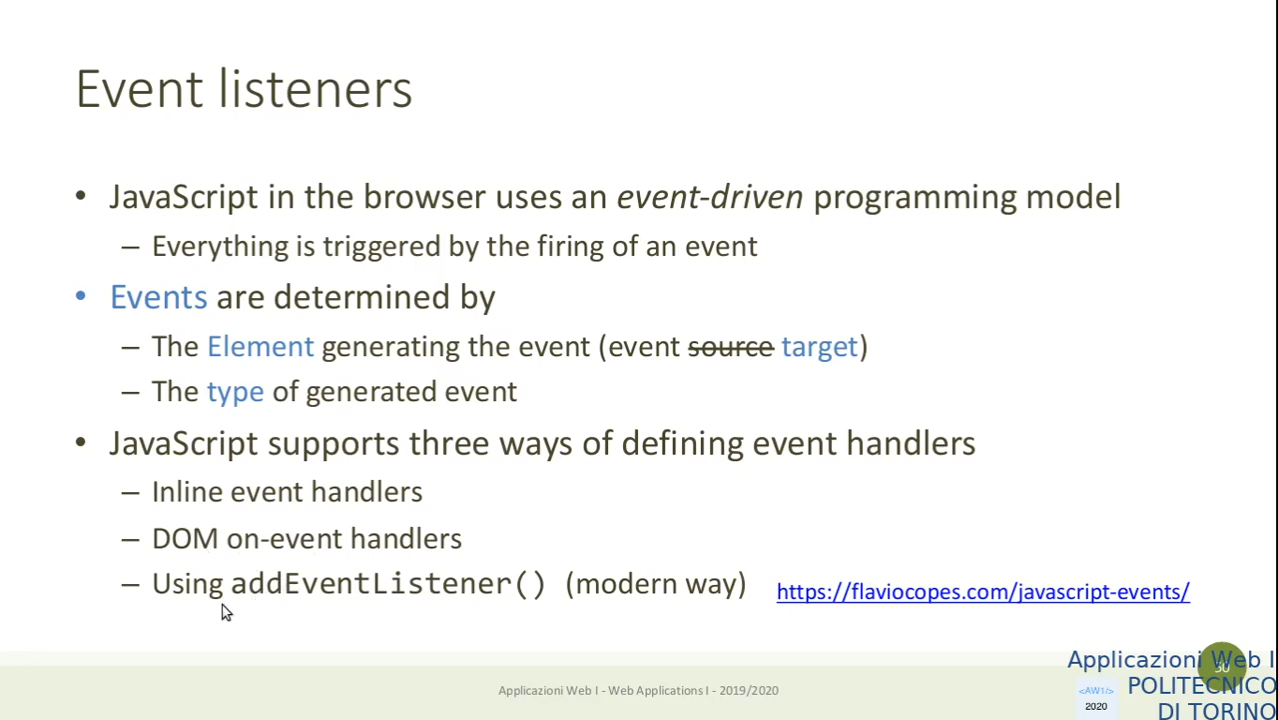 Event listeners
• JavaScript in the browser uses an event-driven programming model
– Everything is triggered by the firing of an event
• Events are determined by
– The Element generating the event (event source target)
– The type of generated event
• JavaScript supports three ways of defining event handlers
– Inline event handlers
– DOM on-event handlers
– Using addEventListener() (modern way) https://flaviocopes.com/javascript-events/
Applicazioni Web I - Web Applications I - 2019/2020
30
Applicazioni Web I
POLITECNICO
DI TORINO
<AW1/>
2020